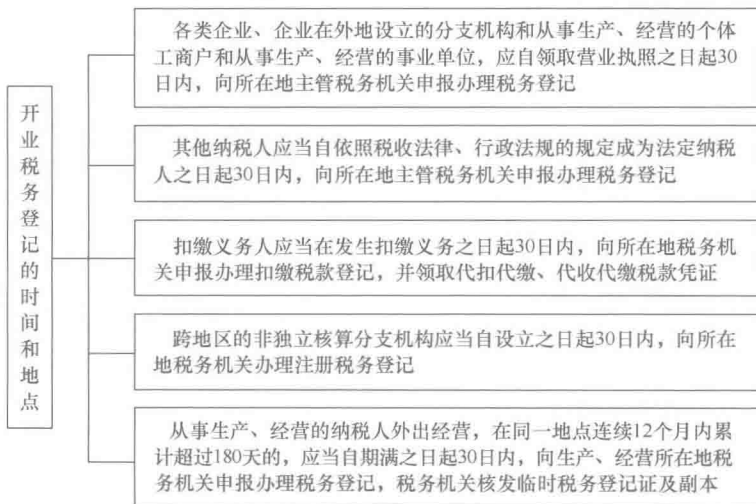 开业税务登记的时间和地点
各类企业、企业在外地设立的分支机构和从事生产、经营的个体
工商户和从事生产、经营的事业单位，应自领取营业执照之日起30
日内，向所在地主管税务机关申报办理税务登记
其他纳税人应当自依照税收法律、行政法规的规定成为法定纳税
人之日起30日内，向所在地主管税务机关申报办理税务登记
扣缴义务人应当在发生扣缴义务之日起30日内，向所在地税务机
关申报办理扣缴税款登记，并领取代扣代缴、代收代缴税款凭证
跨地区的非独立核算分支机构应当自设立之日起30日内，向所在
地税务机关办理注册税务登记
从事生产、经营的纳税人外出经营，在同一地点连续12个月内累
计超过180天的，应当自期满之日起30日内，向生产、经营所在地税
务机关申报办理税务登记，税务机关核发临时税务登记证及副本